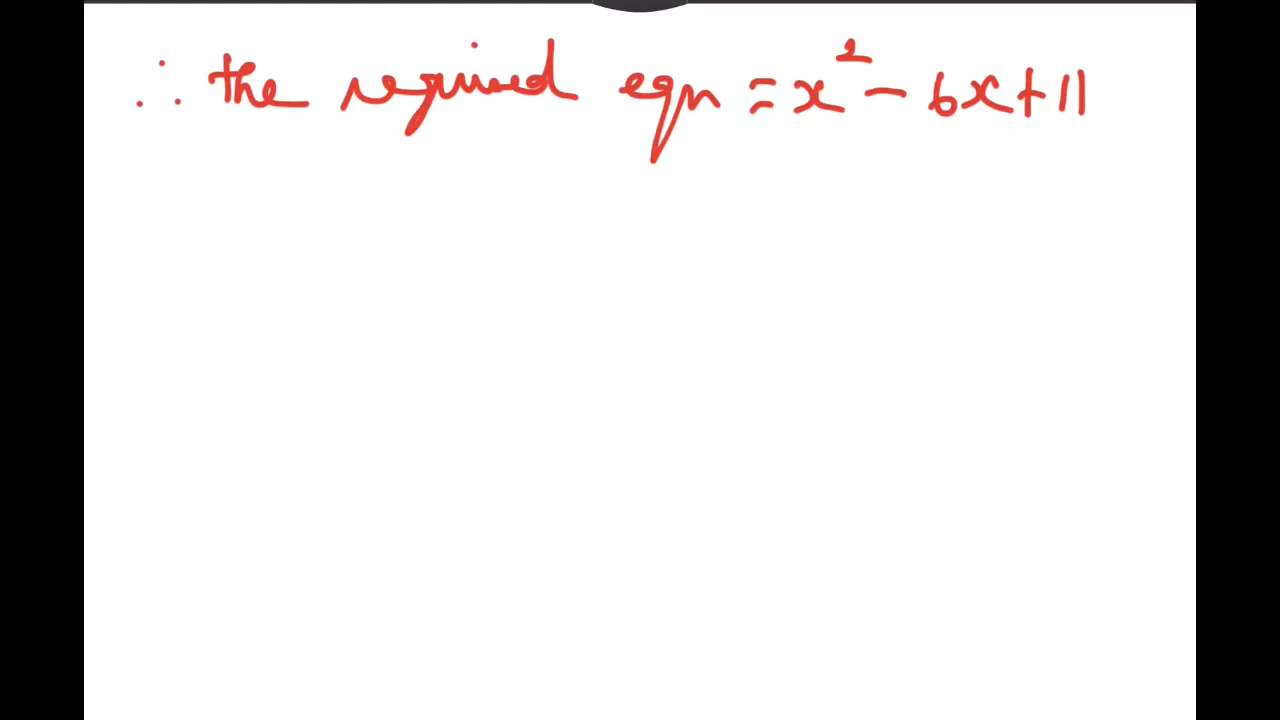 ∴ the required eqn = x² - 6x + 11